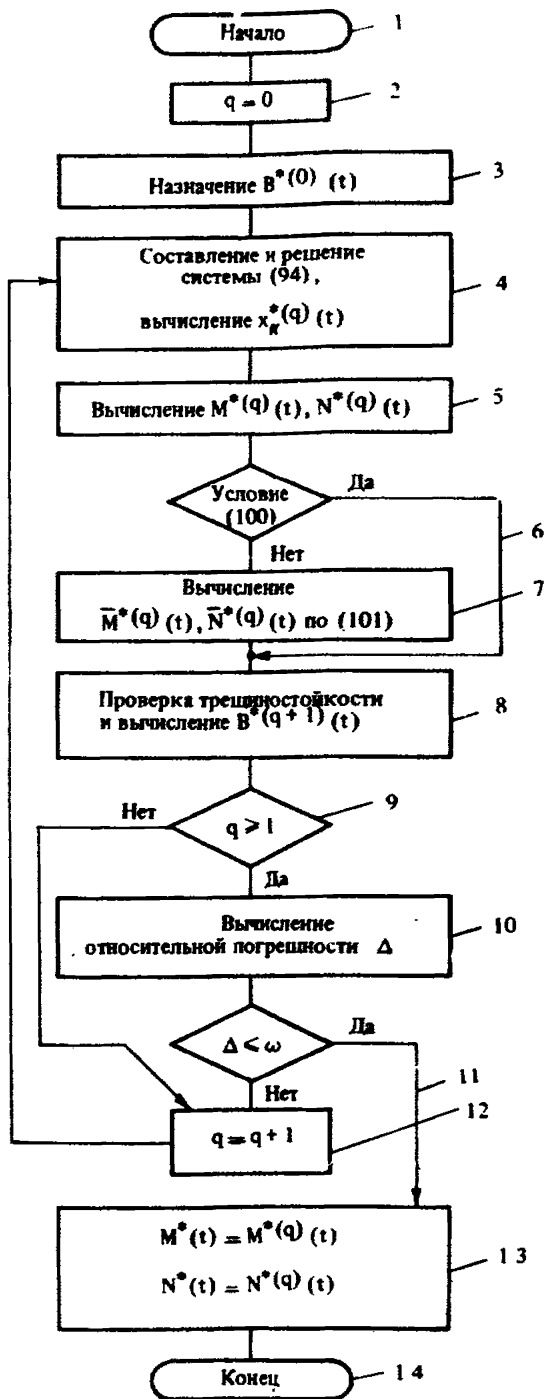 Начало
1
q = 0
2
Назначение B*(0) (t)
3
Составление и решение
системы (94),
вычисление x*(q)к (t)
4
Вычисление M*(q) (t), N*(q) (t)
5
Условие
(100)
Да
Нет
6
Вычисление
M̄*(q) (t), N̄*(q) (t) по (101)
7
Проверка трещиностойкости
и вычисление B*(q + 1) (t)
8
Нет
q ⩾ 1
9
Да
Вычисление
относительной погрешности Δ
10
Δ ⩽ ω
Да
Нет
11
q = q + 1
12
M*(t) = M*(q) (t)
N*(t) = N*(q) (t)
13
Конец
14